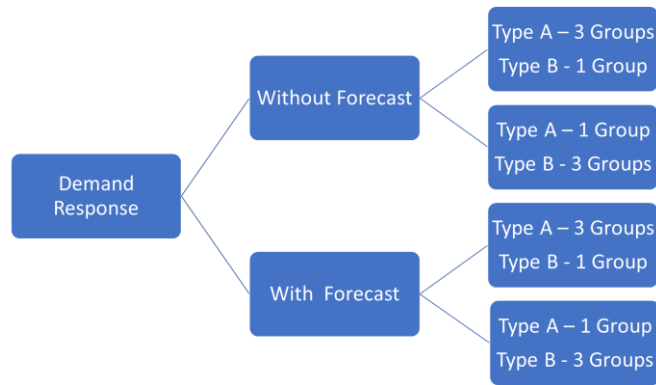 Demand
Response
Without Forecast
Type A – 3 Groups
Type B - 1 Group
Type A – 1 Group
Type B - 3 Groups
With Forecast
Type A – 3 Groups
Type B - 1 Group
Type A – 1 Group
Type B - 3 Groups